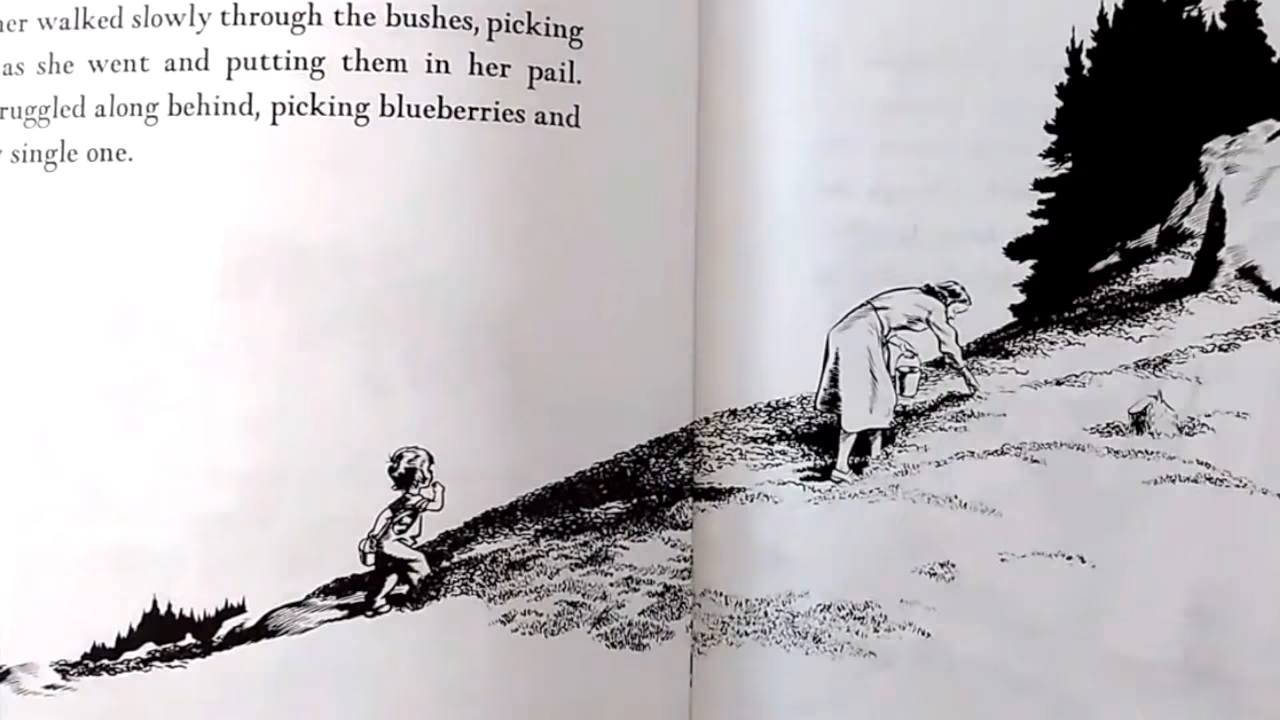 her walked slowly through the bushes, picking
as she went and putting them in her pail.
ruggled along behind, picking blueberries and
single one.